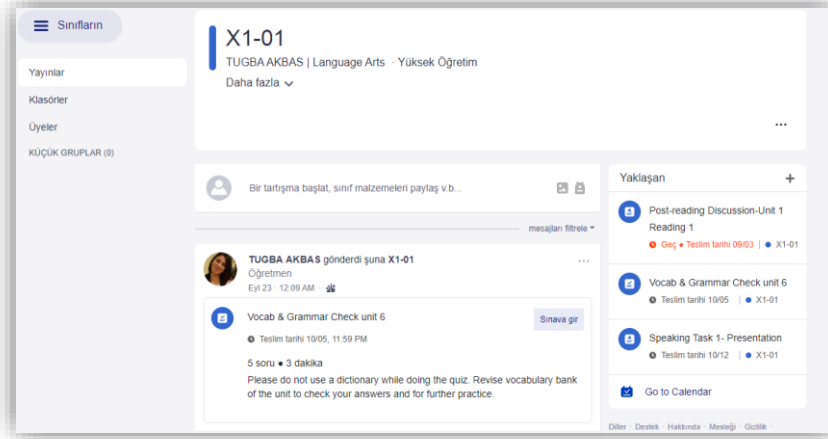 Sınıfların
Yayınlar
Klasörler
Üyeler
KÜÇÜK GRUPLAR (0)
X1-01
TUGBA AKBAS | Language Arts · Yüksek Öğretim
Daha fazla
Bir tartışma başlat, sınıf malzemeleri paylaş v.b...
mesajları filtrele
TUGBA AKBAS gönderdi şuna X1-01
Öğretmen
Eyl 23 · 12:09 AM ·
Vocab & Grammar Check unit 6
Sınava gir
Teslim tarihi 10/05, 11:59 PM
5 soru ● 3 dakika
Please do not use a dictionary while doing the quiz. Revise vocabulary bank
of the unit to check your answers and for further practice.
Yaklaşan
Post-reading Discussion-Unit 1
Reading 1
Geç ● Teslim tarihi 09/03 | ● X1-01
Vocab & Grammar Check unit 6
Teslim tarihi 10/05 | ● X1-01
Speaking Task 1- Presentation
Teslim tarihi 10/12 | ● X1-01
Go to Calendar
Diller · Destek · Hakkında · Mesleği · Gizlilik ·